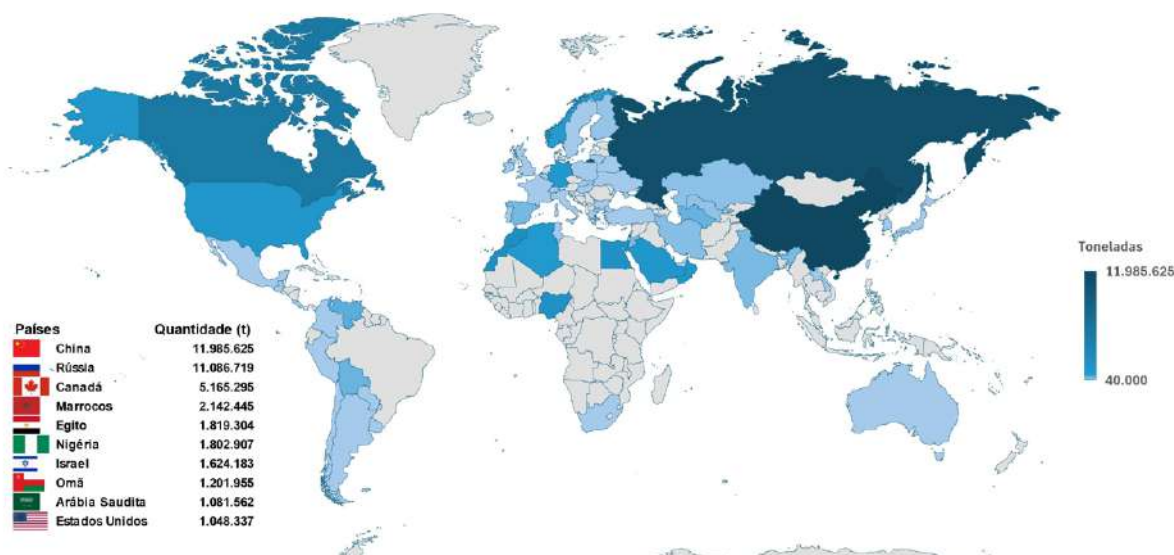 Toneladas
11.985.625
40.000
Países Quantidade (t)
China 11.985.625
Rússia 11.086.719
Canadá 5.165.295
Marrocos 2.142.445
Egito 1.819.304
Nigéria 1.802.907
Israel 1.624.183
Omã 1.201.955
Arábia Saudita 1.081.562
Estados Unidos 1.048.337